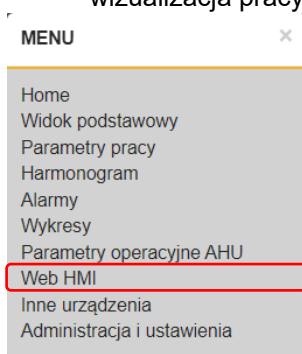 wizualizacja pracy
MENU ×
Home
Widok podstawowy
Parametry pracy
Harmonogram
Alarmy
Wykresy
Parametry operacyjne AHU
Web HMI
Inne urządzenia
Administracja i ustawienia